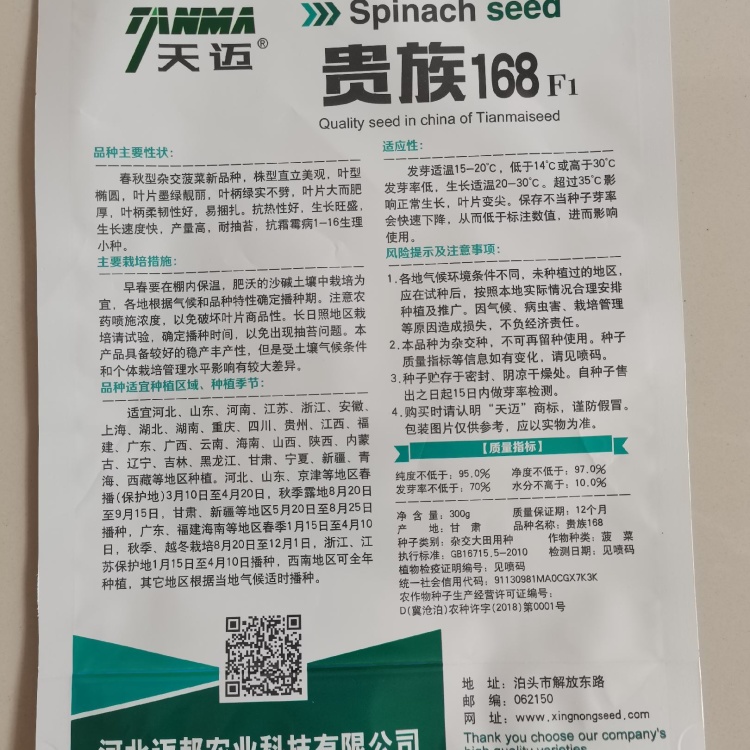 TIANMA
天迈®
Spinach seed
贵族168 F1
Quality seed in china of Tianmaiseed
品种主要性状:
春秋型杂交菠菜新品种，株型直立美观，叶型
椭圆，叶片墨绿靓丽，叶柄绿实不劈，叶片大而肥
厚，叶柄柔韧性好，易捆扎。抗热性好，生长旺盛，
生长速度快，产量高，耐抽苔，抗霜霉病1-16生理
小种。
主要栽培措施:
早春要在棚内保温，肥沃的沙碱土壤中栽培为
宜，各地根据气候和品种特性确定播种期。注意农
药喷施浓度，以免破坏叶片商品性。长日照地区栽
培请试验，确定播种时间，以免出现抽苔问题。本
产品具备较好的稳产丰产性，但是受土壤气候条件
和个体栽培管理水平影响有较大差异。
品种适宜种植区域、种植季节:
适宜河北、山东、河南、江苏、浙江、安徽、
上海、湖北、湖南、重庆、四川、贵州、江西、福
建、广东、广西、云南、海南、山西、陕西、内蒙
古、辽宁、吉林、黑龙江、甘肃、宁夏、新疆、青
海、西藏等地区种植。河北、山东、京津等地区春
播(保护地)3月10日至4月20日，秋季露地8月20日
至9月15日，甘肃、新疆等地区5月20日至8月25日
播种，广东、福建海南等地区春季1月15日至4月10
日，秋季、越冬栽培8月20日至12月1日，浙江、江
苏保护地1月15日至4月10日播种，西南地区可全年
种植，其它地区根据当地气候适时播种。
适应性:
发芽适温15-20℃，低于14℃或高于30℃
发芽率低，生长适温20-30℃。超过35℃影
响正常生长，叶片变尖。保存不当种子芽率
会快速下降，从而低于标注数值，进而影响
使用。
风险提示及注意事项:
1.各地气候环境条件不同，未种植过的地区，
应在试种后，按照本地实际情况合理安排
种植及推广。因气候、病虫害、栽培管理
等原因造成损失，不负经济责任。
2.本品种为杂交种，不可再留种使用。种子
质量指标等信息如有变化，请见喷码。
3.种子贮存于密封、阴凉干燥处。自种子售
出之日起15日内做芽率检测。
4.购买时请认明“天迈”商标，谨防假冒。
包装图片仅供参考，应以实物为准。
【质量指标】
纯度不低于: 95.0% 净度不低于: 97.0%
发芽率不低于: 70% 水分不高于: 10.0%
净 含 量: 300g 质量保证期: 12个月
产 地: 甘 肃 品种名称: 贵族168
种子类别: 杂交大田用种 作物种类: 菠 菜
执行标准: GB16715.5-2010 检测日期: 见喷码
植物检疫证明编号: 见喷码
统一社会信用代码: 91130981MA0CGX7K3K
农作物种子生产经营许可证编号:
D(冀沧泊)农种许字(2018)第0001号
地 址: 泊头市解放东路
邮 编: 062150
网 址: www.xingnongseed.com
Thank you choose our company's
high quality varieties
河北迈邦农业科技有限公司